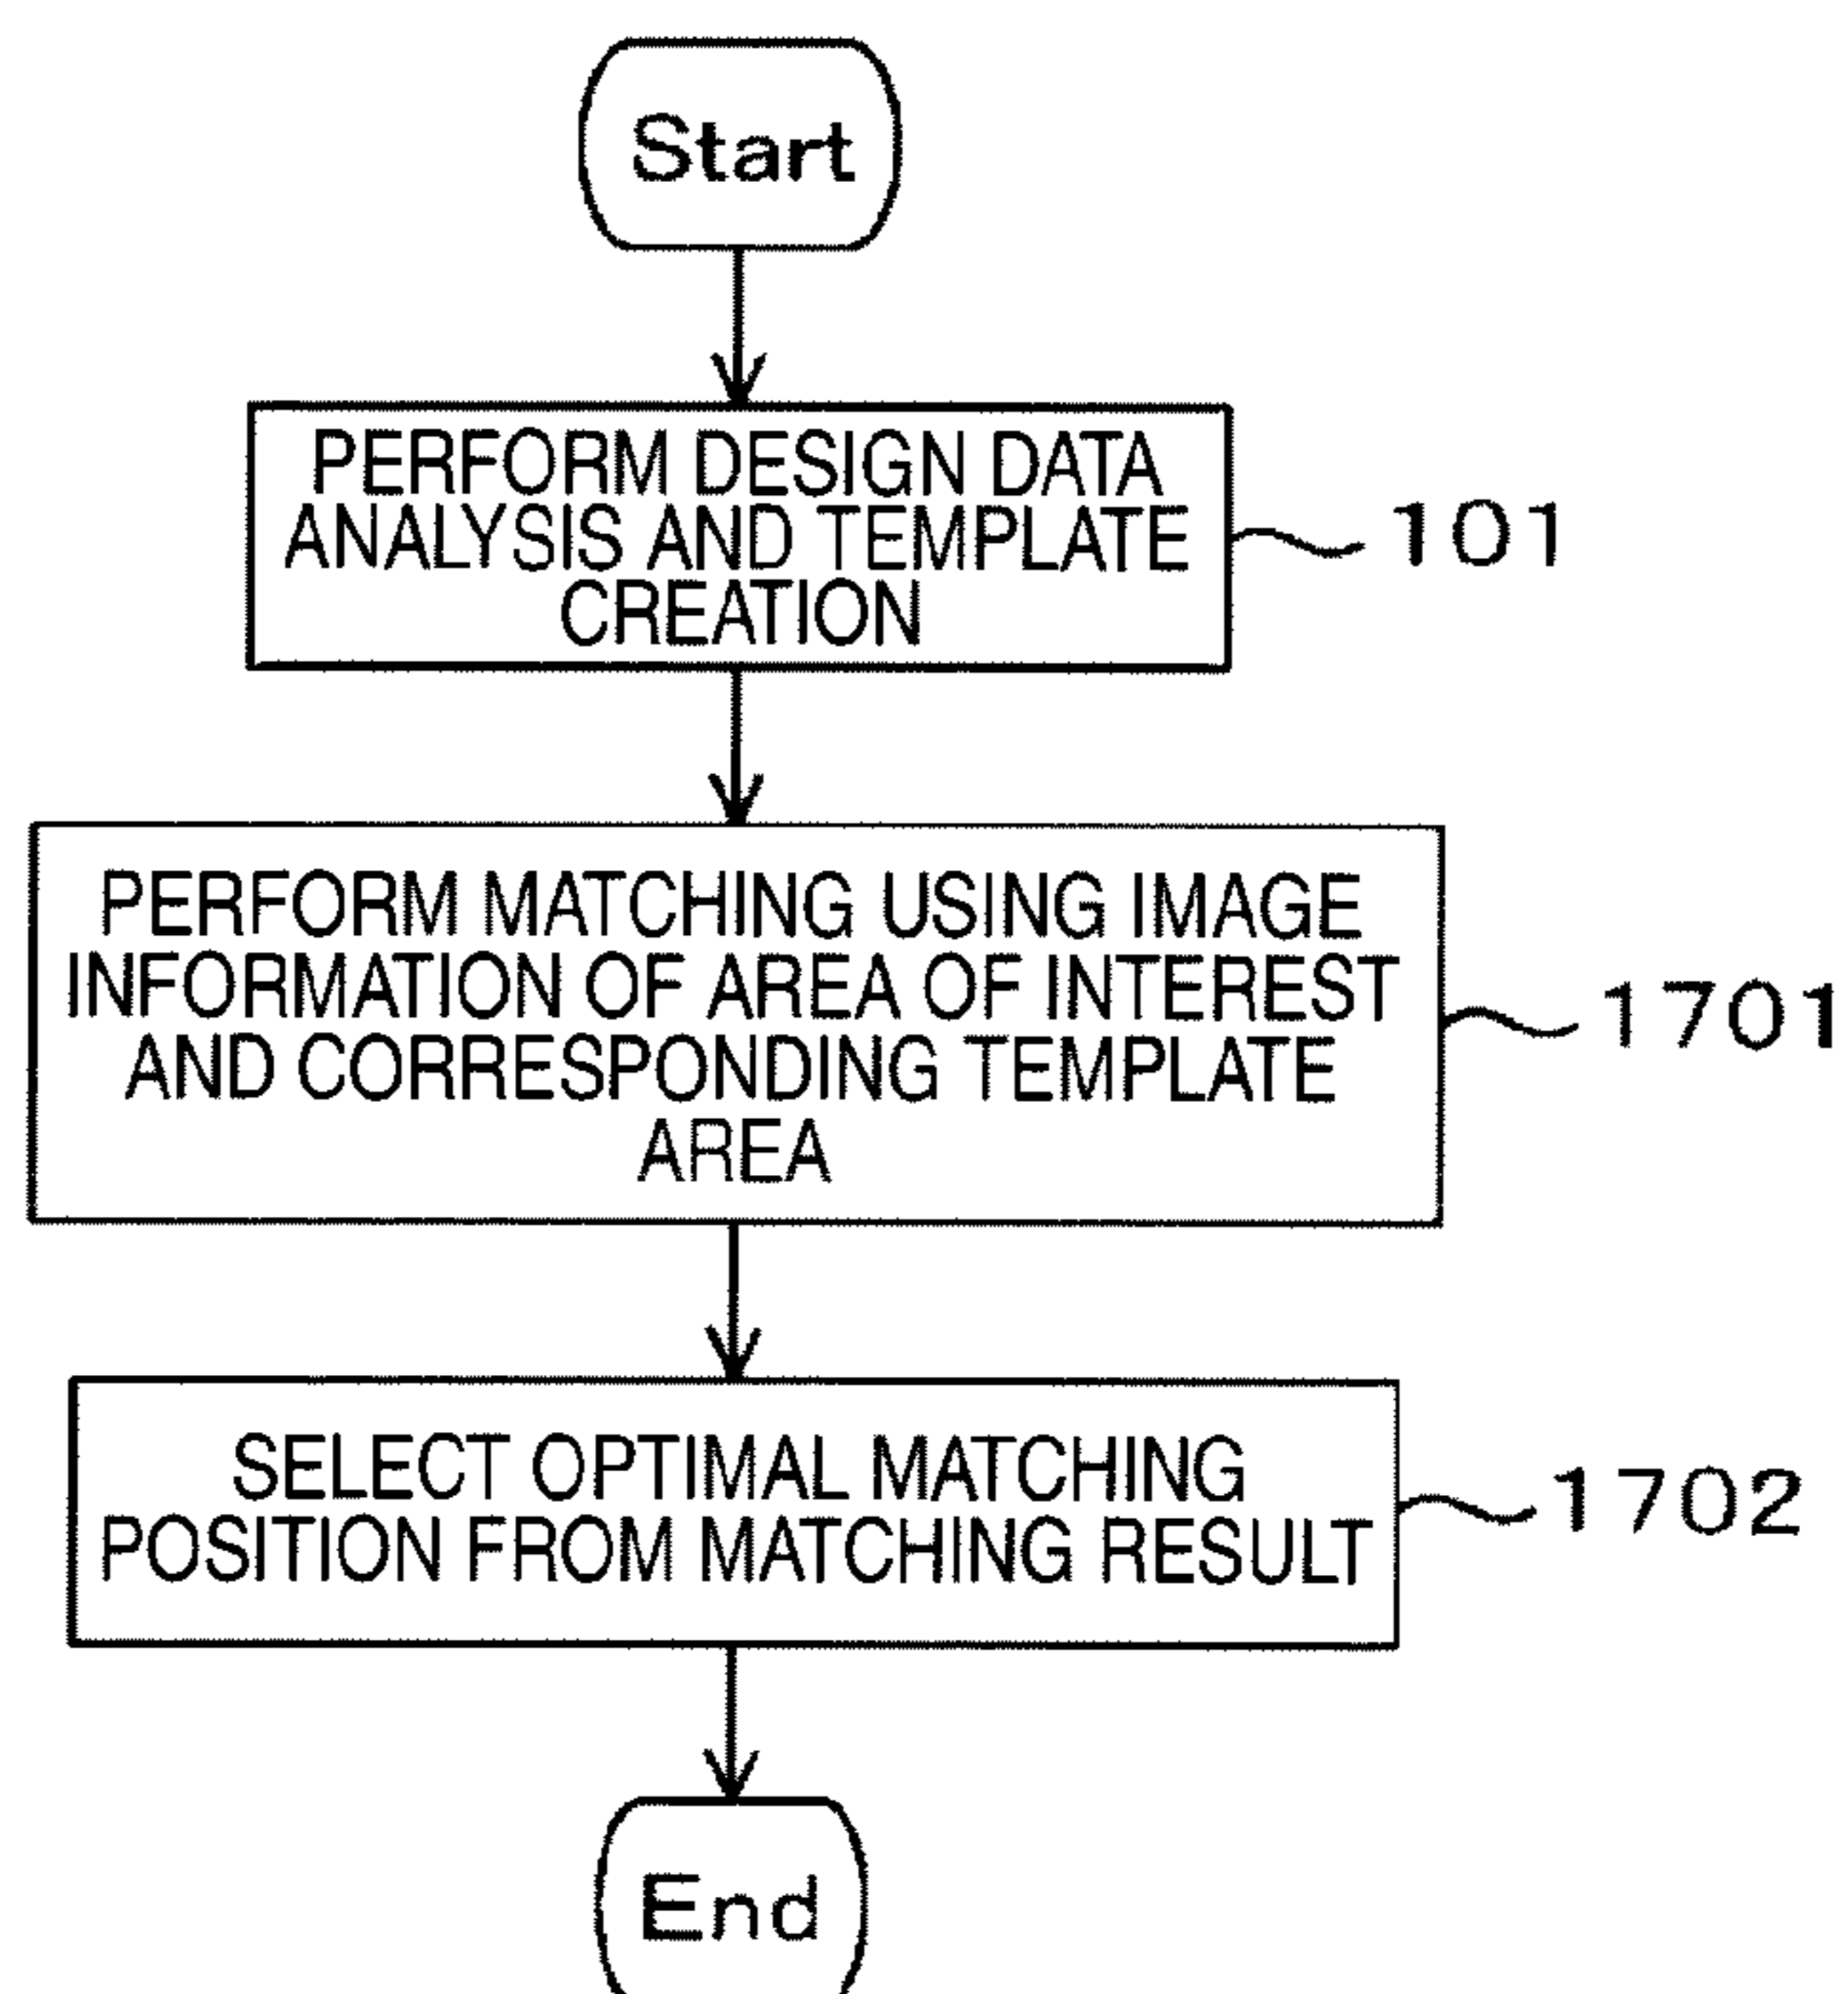 Start
PERFORM DESIGN DATA
ANALYSIS AND TEMPLATE
CREATION
101
PERFORM MATCHING USING IMAGE
INFORMATION OF AREA OF INTEREST
AND CORRESPONDING TEMPLATE
AREA
1701
SELECT OPTIMAL MATCHING
POSITION FROM MATCHING RESULT
1702
End